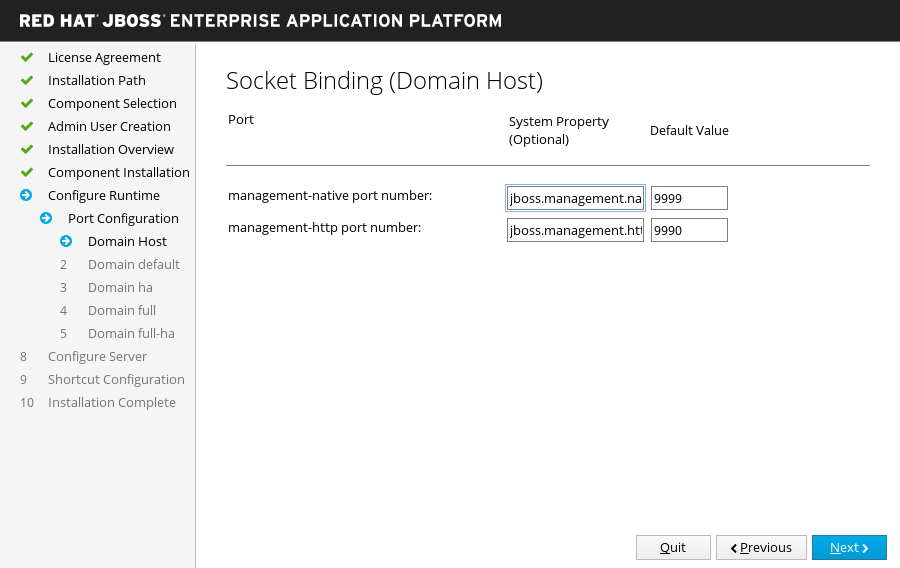 RED HAT® JBOSS® ENTERPRISE APPLICATION PLATFORM
License Agreement
Installation Path
Component Selection
Admin User Creation
Installation Overview
Component Installation
Configure Runtime
Port Configuration
Domain Host
2 Domain default
3 Domain ha
4 Domain full
5 Domain full-ha
8 Configure Server
9 Shortcut Configuration
10 Installation Complete
Socket Binding (Domain Host)
Port
System Property
(Optional)
Default Value
management-native port number:
jboss.management.na
9999
management-http port number:
jboss.management.htt
9990
Quit
Previous
Next